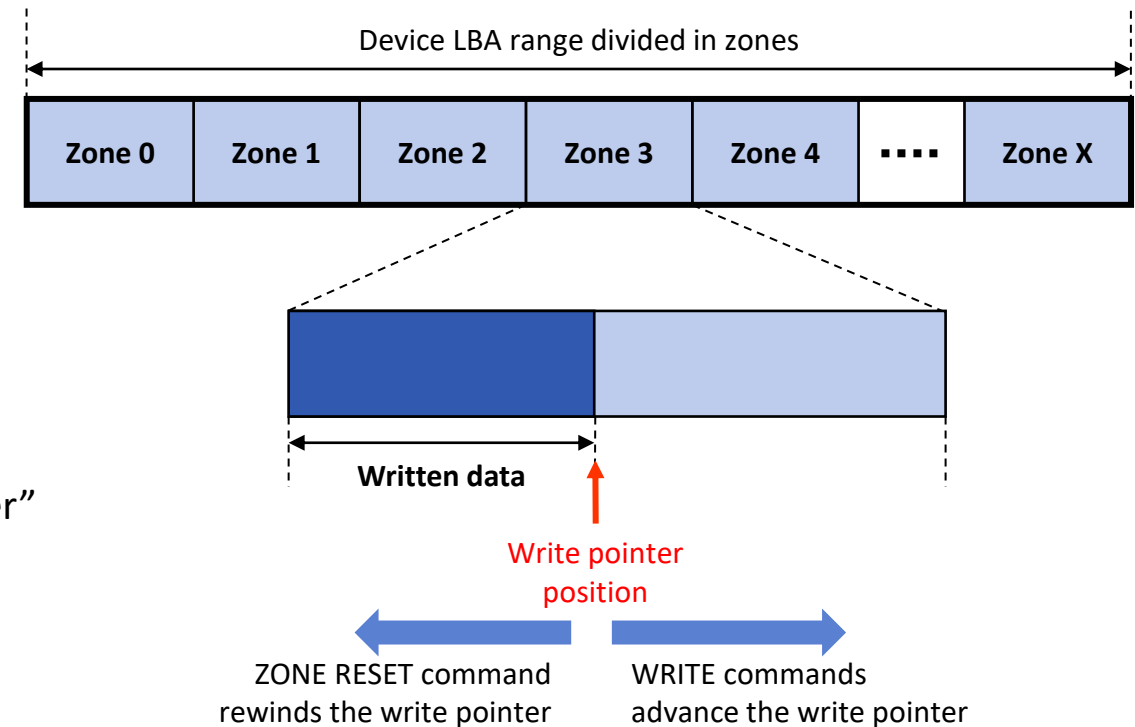 Device LBA range divided in zones
Zone 0 Zone 1 Zone 2 Zone 3 Zone 4 ▪▪▪▪ Zone X
Written data
er”
Write pointer
position
ZONE RESET command
rewinds the write pointer
WRITE commands
advance the write pointer